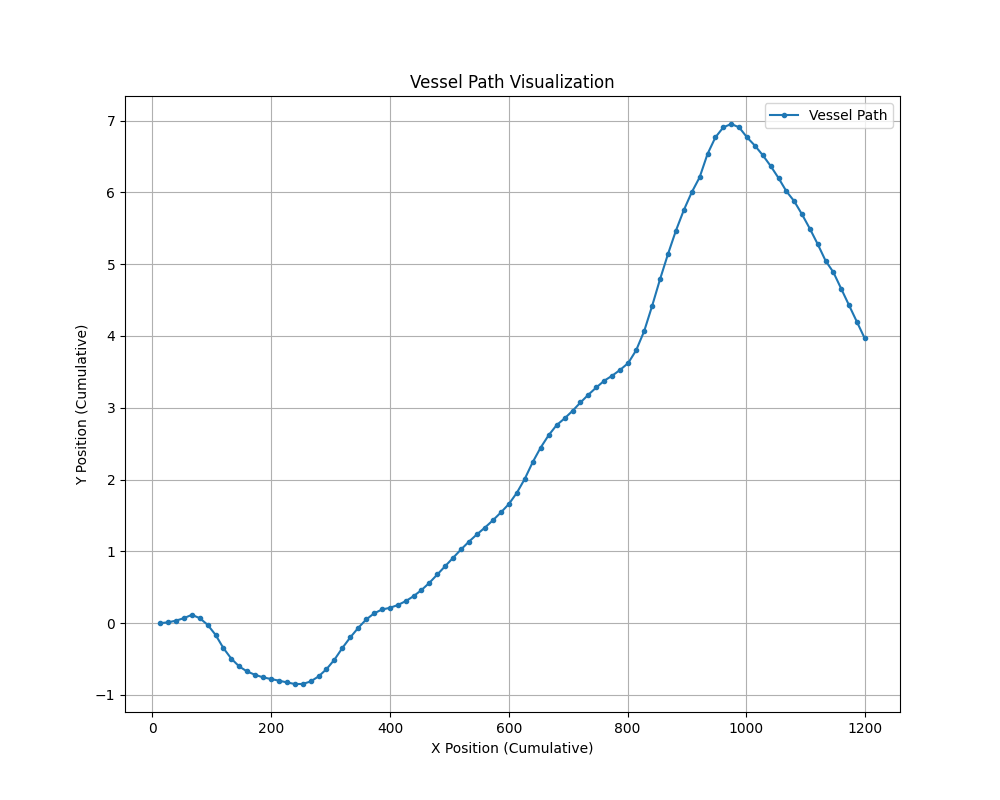 Vessel Path Visualization
Vessel Path
Y Position (Cumulative)
7
6
5
4
3
2
1
0
−1
0 200 400 600 800 1000 1200
X Position (Cumulative)